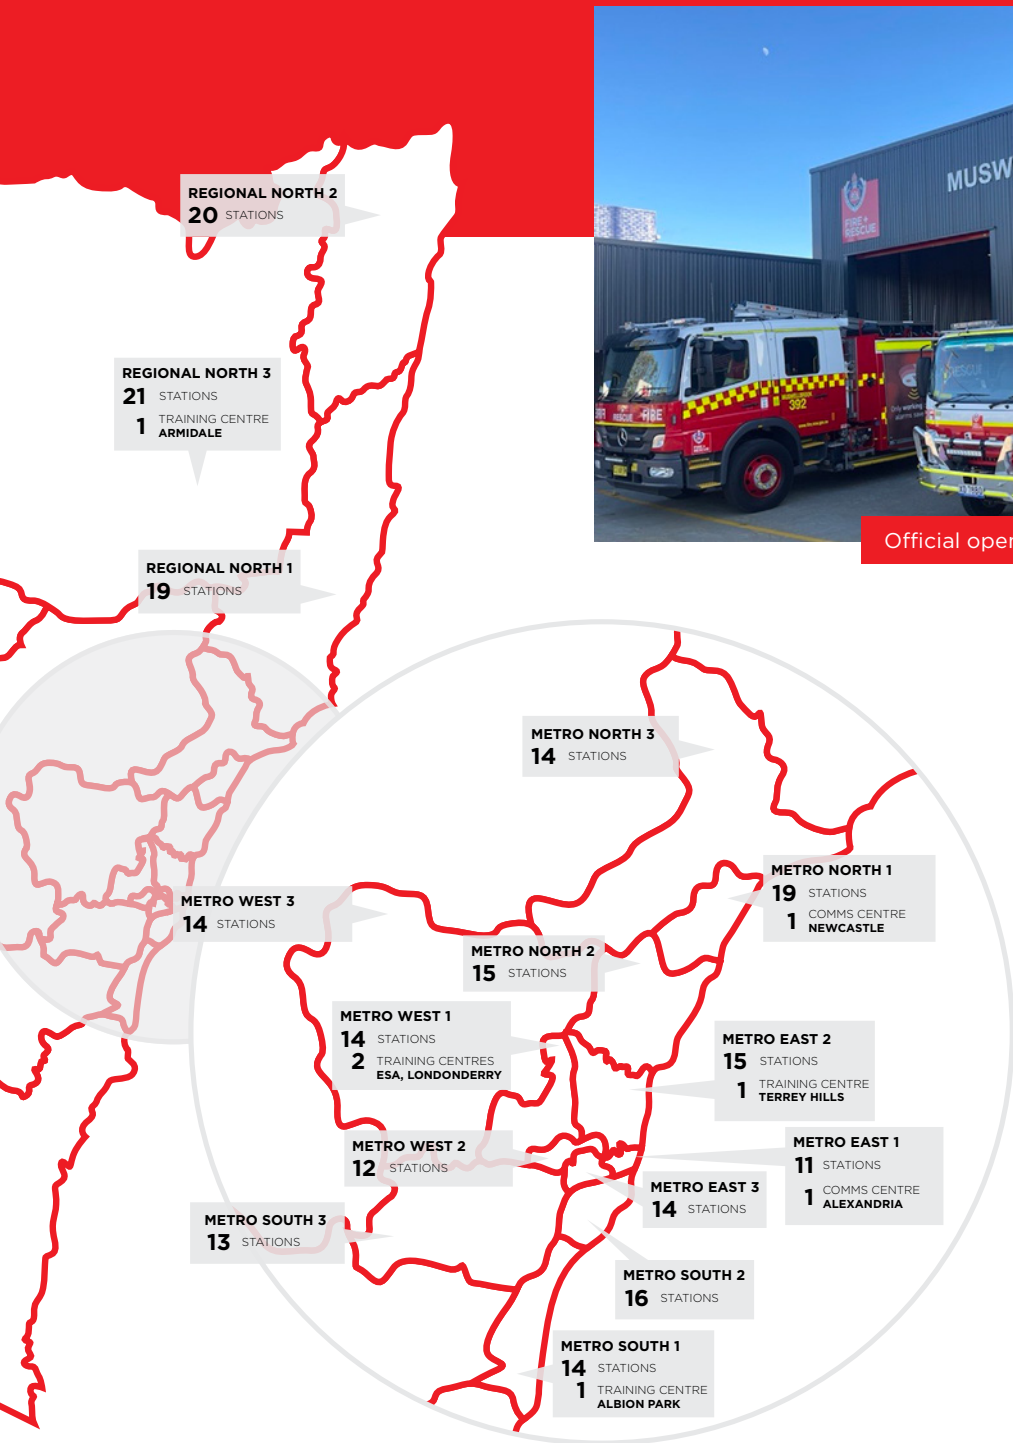 MUSW
FIRE +
RESCUE
RESCUE
FIRE
392
Only working
Official oper
REGIONAL NORTH 2
20 STATIONS
REGIONAL NORTH 3
21 STATIONS
1 TRAINING CENTRE
ARMIDALE
REGIONAL NORTH 1
19 STATIONS
METRO NORTH 3
14 STATIONS
METRO NORTH 1
19 STATIONS
1 COMMS CENTRE
NEWCASTLE
METRO WEST 3
14 STATIONS
METRO NORTH 2
15 STATIONS
METRO WEST 1
14 STATIONS
2 TRAINING CENTRES
ESA, LONDONDERRY
METRO EAST 2
15 STATIONS
1 TRAINING CENTRE
TERREY HILLS
METRO WEST 2
12 STATIONS
METRO EAST 1
11 STATIONS
1 COMMS CENTRE
ALEXANDRIA
METRO EAST 3
14 STATIONS
METRO SOUTH 3
13 STATIONS
METRO SOUTH 2
16 STATIONS
METRO SOUTH 1
14 STATIONS
1 TRAINING CENTRE
ALBION PARK